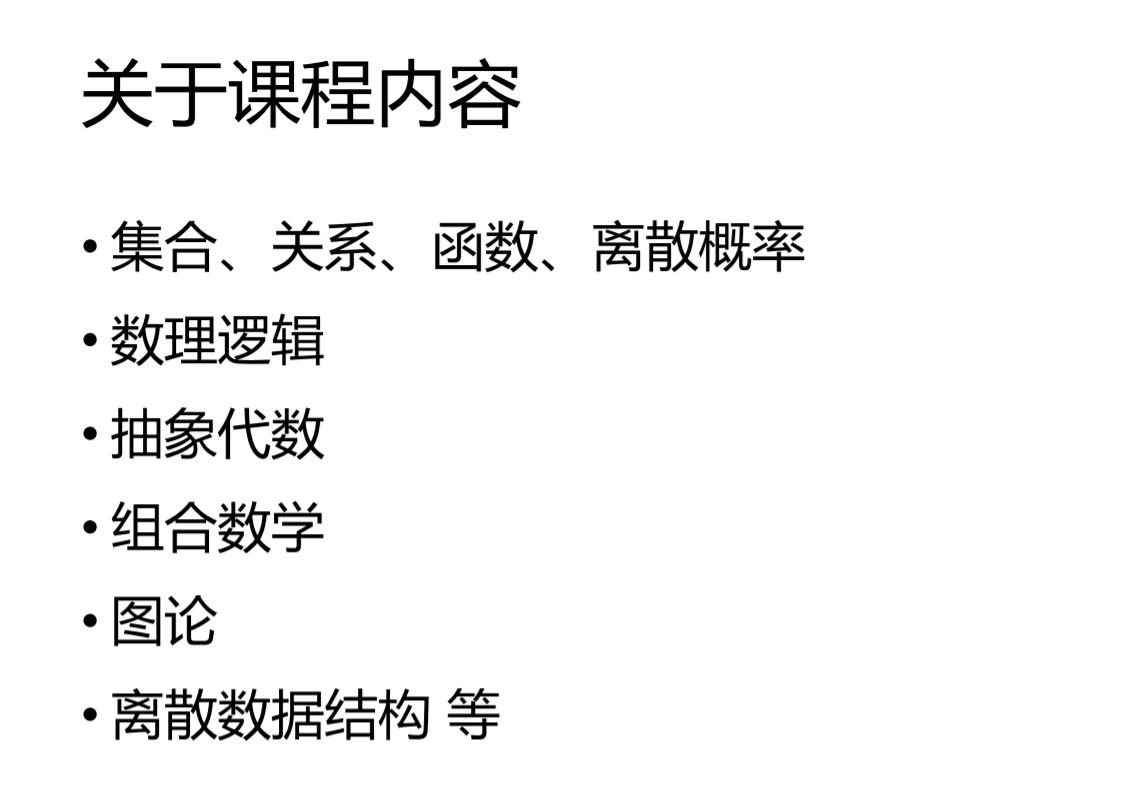 关于课程内容
• 集合、关系、函数、离散概率
• 数理逻辑
• 抽象代数
• 组合数学
• 图论
• 离散数据结构 等